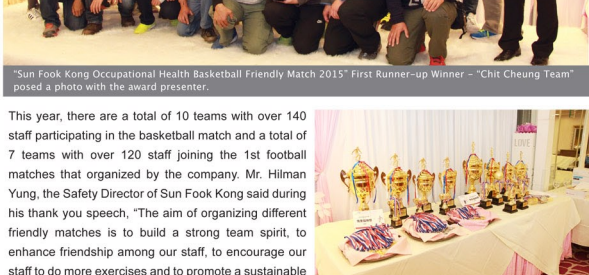 "Sun Fook Kong Occupational Health Basketball Friendly Match 2015" First Runner-up Winner – "Chit Cheung Team"
posed a photo with the award presenter.
This year, there are a total of 10 teams with over 140
staff participating in the basketball match and a total of
7 teams with over 120 staff joining the 1st football
matches that organized by the company. Mr. Hilman
Yung, the Safety Director of Sun Fook Kong said during
his thank you speech, "The aim of organizing different
friendly matches is to build a strong team spirit, to
enhance friendship among our staff, to encourage our
staff to do more exercises and to promote a sustainable